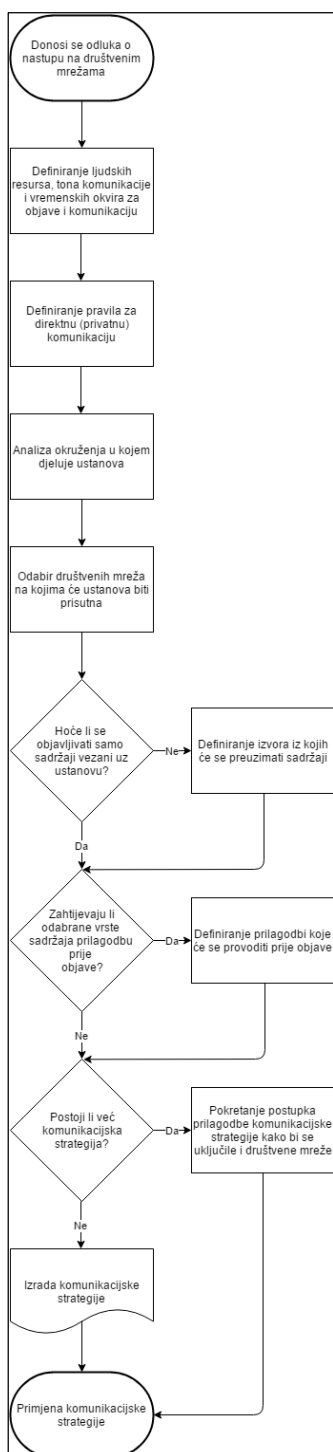 Donosi se odluka o
nastupu na društvenim
mrežama
Definiranje ljudskih
resursa, tona komunikacije
i vremenskih okvira za
objave i komunikaciju
Definiranje pravila za
direktnu (privatnu)
komunikaciju
Analiza okruženja u kojem
djeluje ustanova
Odabir društvenih mreža
na kojima će ustanova biti
prisutna
Hoće li se
objavljivati samo
sadržaji vezani uz
ustanovu?
Ne
Definiranje izvora iz kojih
će se preuzimati sadržaji
Da
Zahtijevaju li
odabrane vrste
sadržaja prilagodbu
prije
objave?
Da
Definiranje prilagodbi koje
će se provoditi prije objave
Ne
Postoji li već
komunikacijska
strategija?
Da
Pokretanje postupka
prilagodbe komunikacijske
strategije kako bi se
uključile i društvene mreže
Ne
Izrada komunikacijske
strategije
Primjena komunikacijske
strategije